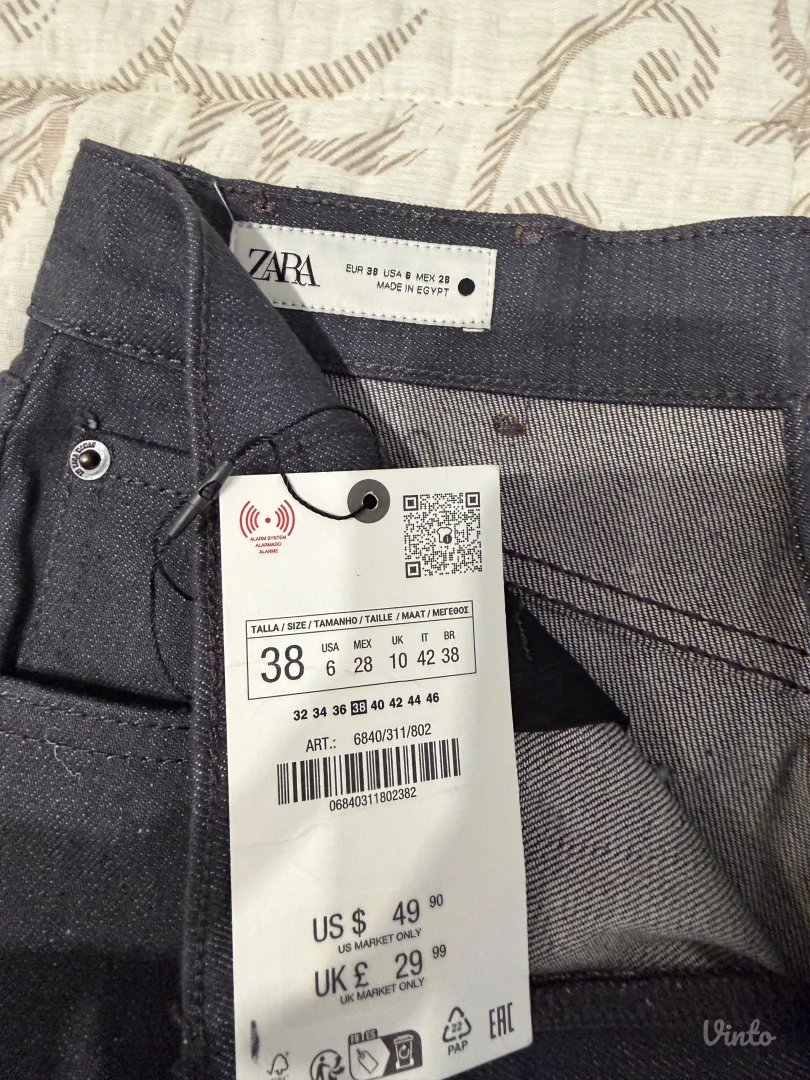 ZARA
EUR 38 USA 6 MEX 28
MADE IN EGYPT
ALARM SYSTEM
ALARMADO
ALARME
TALLA / SIZE / TAMANHO / TAILLE / MAAT / ΜΕΓΕΘΟΣ
38 USA 6 MEX 28 UK 10 IT 42 BR 38
32 34 36 38 40 42 44 46
ART.: 6840/311/802
06840311802382
US $ 49 90
US MARKET ONLY
UK £ 29 99
UK MARKET ONLY
22
PAP
EAC
Vinto